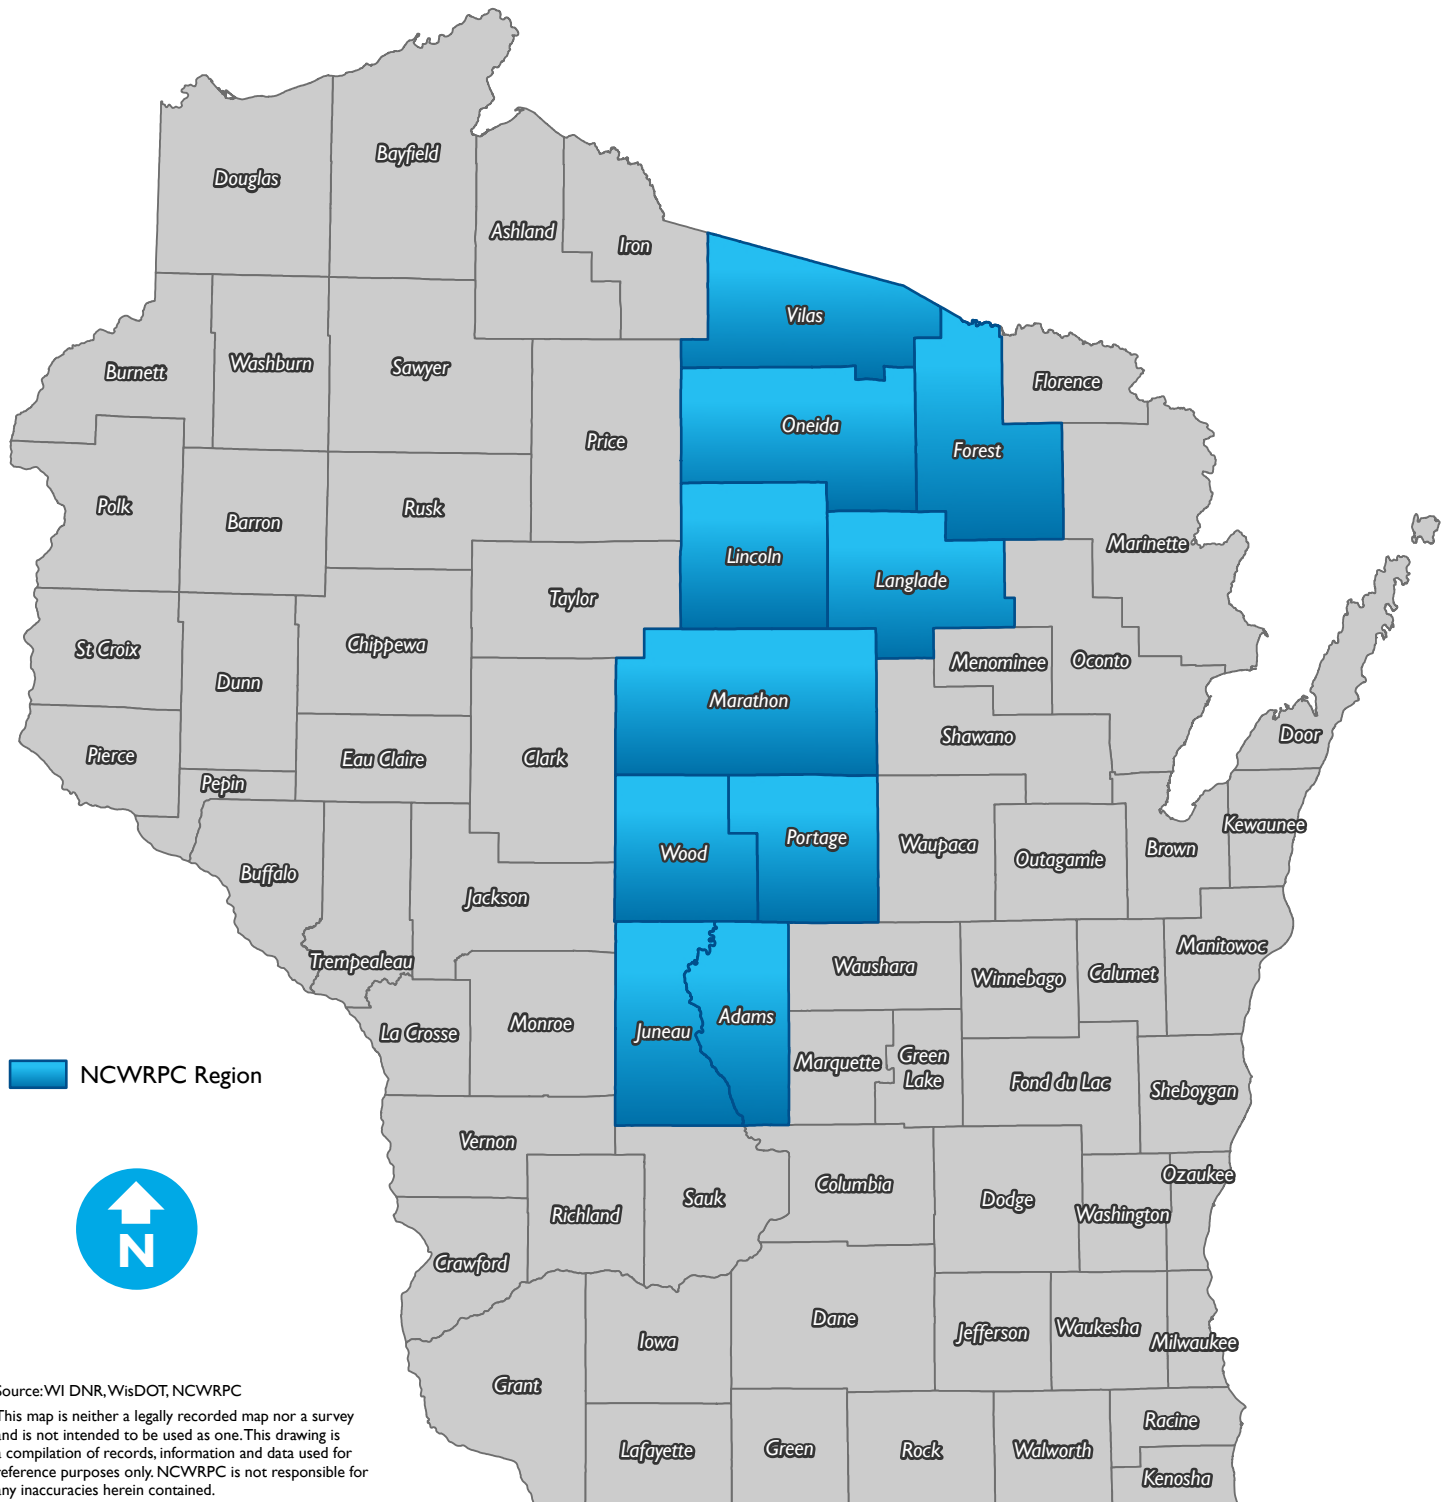 Bayfield
Douglas
Ashland
Iron
Vilas
Washburn
Sawyer
Burnett
Florence
Oneida
Price
Forest
Polk
Rusk
Barron
Marinette
Lincoln
Langlade
Taylor
Chippewa
St Croix
Menominee
Oconto
Dunn
Marathon
Door
Shawano
Pierce
Eau Claire
Clark
Pepin
Kewaunee
Portage
Waupaca
Brown
Wood
Outagamie
Buffalo
Jackson
Manitowoc
Trempealeau
Waushara
Calumet
Winnebago
Adams
Monroe
Juneau
La Crosse
Marquette
Green
Lake
NCWRPC Region
Fond du Lac
Sheboygan
Vernon
Ozaukee
Columbia
Sauk
Dodge
Richland
Washington
N
Crawford
Dane
Waukesha
Jefferson
Iowa
Milwaukee
Grant
Source: WI DNR, WisDOT, NCWRPC
This map is neither a legally recorded map nor a survey
and is not intended to be used as one. This drawing is
a compilation of records, information and data used for
reference purposes only. NCWRPC is not responsible for
any inaccuracies herein contained.
Racine
Lafayette
Green
Rock
Walworth
Kenosha